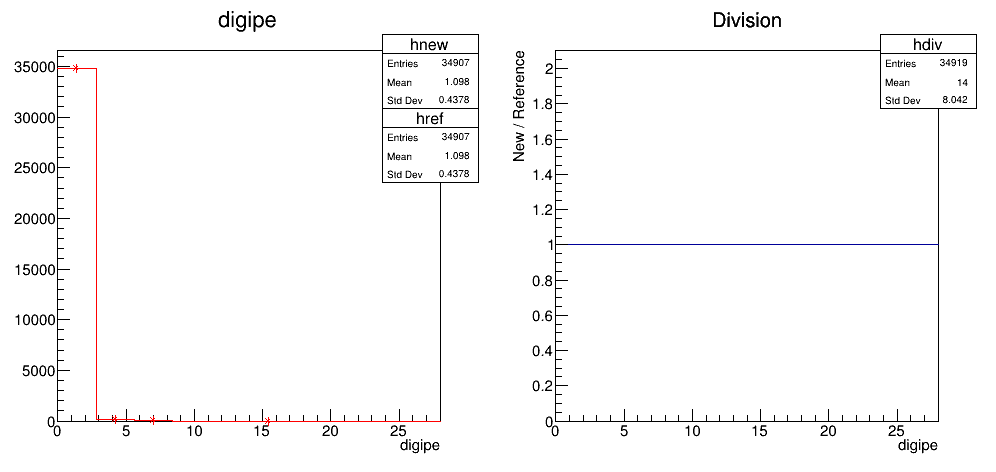 digipe
hnew
Entries 34907
Mean 1.098
Std Dev 0.4378
href
Entries 34907
Mean 1.098
Std Dev 0.4378
35000
30000
25000
20000
15000
10000
5000
0
0 5 10 15 20 25
digipe
Division
hdiv
Entries 34919
Mean 14
Std Dev 8.042
New / Reference
2
1.8
1.6
1.4
1.2
1
0.8
0.6
0.4
0.2
0
0 5 10 15 20 25
digipe